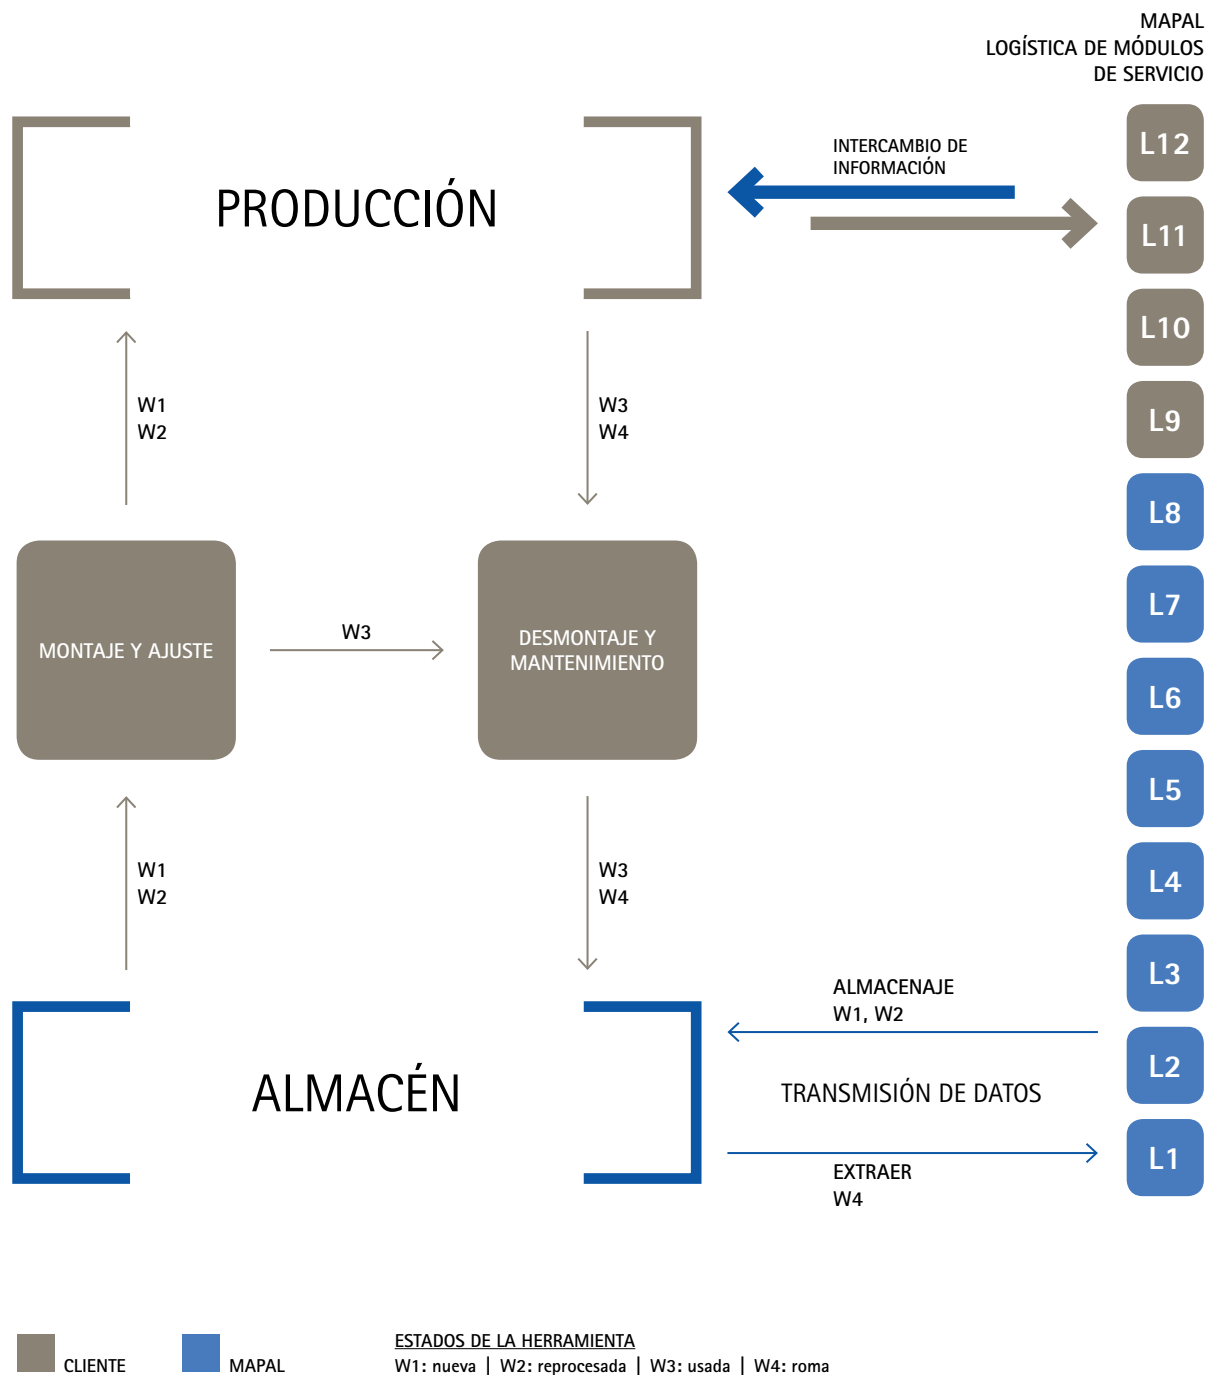 MAPAL
LOGÍSTICA DE MÓDULOS
DE SERVICIO
L12
L11
L10
L9
L8
L7
L6
L5
L4
L3
L2
L1
PRODUCCIÓN
INTERCAMBIO DE
INFORMACIÓN
W1
W2
W3
W4
MONTAJE Y AJUSTE
W3
DESMONTAJE Y
MANTENIMIENTO
W1
W2
W3
W4
ALMACÉN
ALMACENAJE
W1, W2
TRANSMISIÓN DE DATOS
EXTRAER
W4
CLIENTE
MAPAL
ESTADOS DE LA HERRAMIENTA
W1: nueva | W2: reprocesada | W3: usada | W4: roma